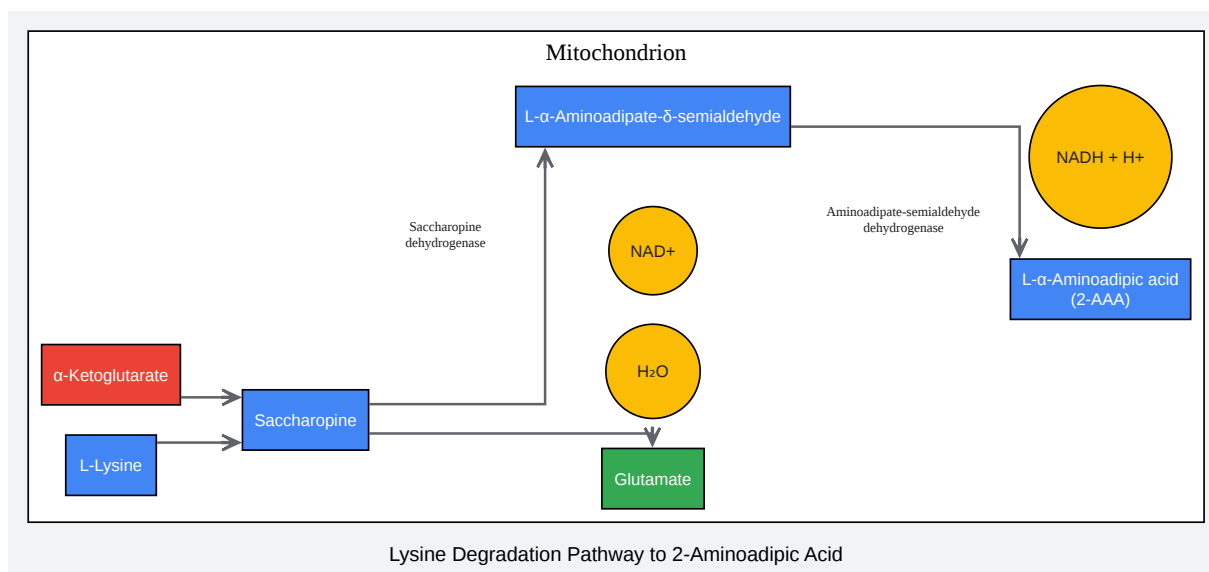 Mitochondrion
L-α-Aminoadipate-δ-semialdehyde
NADH + H+
Saccharopine
dehydrogenase
NAD+
Aminoadipate-semialdehyde
dehydrogenase
L-α-Aminoadipic acid
(2-AAA)
α-Ketoglutarate
H₂O
Saccharopine
L-Lysine
Glutamate
Lysine Degradation Pathway to 2-Aminoadipic Acid